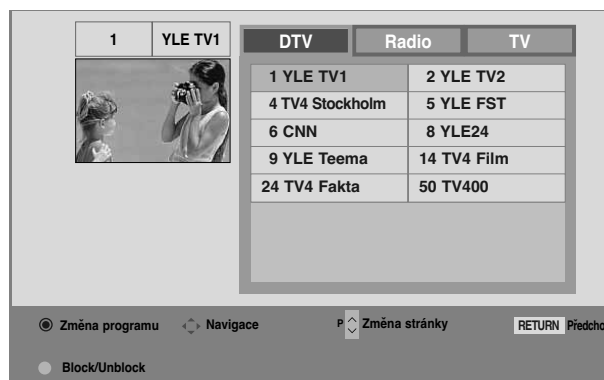 1 YLE TV1
DTV Radio TV
1 YLE TV1 2 YLE TV2
4 TV4 Stockholm 5 YLE FST
6 CNN 8 YLE24
9 YLE Teema 14 TV4 Film
24 TV4 Fakta 50 TV400
Změna programu Navigace P Změna stránky RETURN Předcho
Block/Unblock